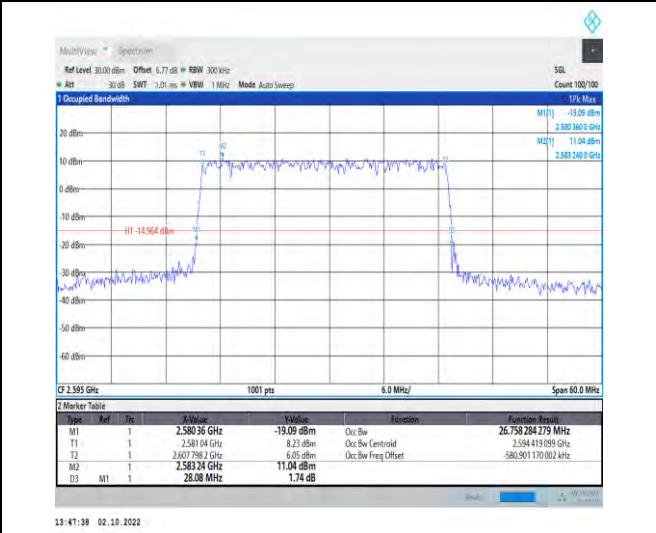 MultiView Spectrum
Ref Level 30.00 dBm Offset 6.77 dB RBW 300 kHz SGL
Att 30 dB SWT 1.01 ms VBW 1 MHz Mode Auto Sweep Count 100/100
1 Occupied Bandwidth 1Pk Max
M1[1] -19.09 dBm
2.580 360 0 GHz
20 dBm M2[1] 11.04 dBm
2.583 240 0 GHz
M2
T1
10 dBm
0 dBm
-10 dBm
H1 -14.964 dBm
-20 dBm
-30 dBm
-40 dBm
-50 dBm
-60 dBm
CF 2.595 GHz 1001 pts 6.0 MHz/ Span 60.0 MHz
2 Marker Table
Type Ref Trc X-Value Y-Value Function Function Result
M1 1 2.580 36 GHz -19.09 dBm Occ Bw 26.758 284 279 MHz
T1 1 2.581 04 GHz 8.23 dBm Occ Bw Centroid 2.594 419 099 GHz
T2 1 2.607 798 2 GHz 6.05 dBm Occ Bw Freq Offset -580.901 170 002 kHz
M2 1 2.583 24 GHz 11.04 dBm
D3 M1 1 28.08 MHz 1.74 dB
13:47:38 02.10.2022